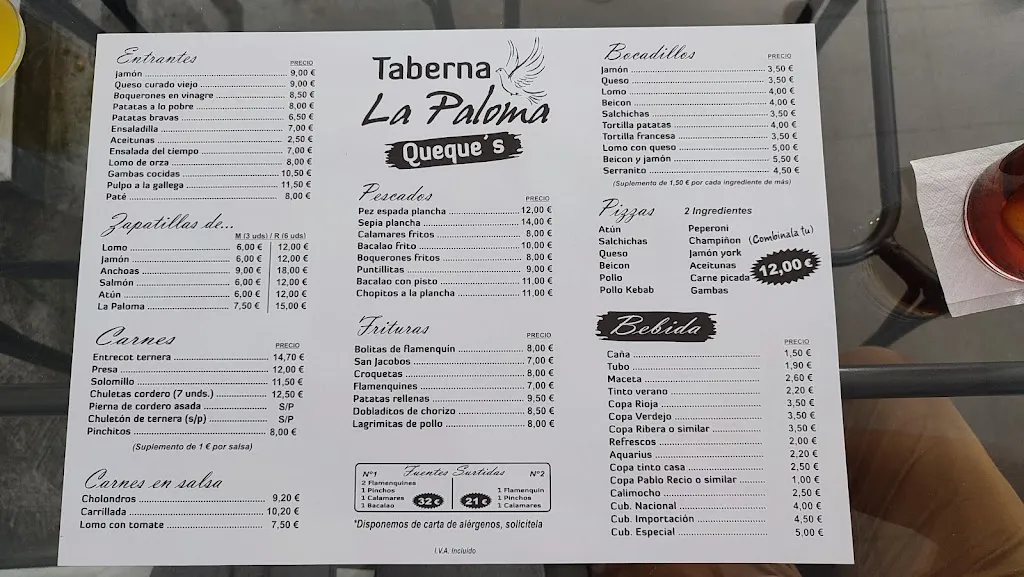 Entrantes
PRECIO
Jamón 9,00 €
Queso curado viejo 9,00 €
Boquerones en vinagre 8,50 €
Patatas a lo pobre 8,00 €
Patatas bravas 6,50 €
Ensaladilla 7,00 €
Aceitunas 2,50 €
Ensalada del tiempo 7,00 €
Lomo de orza 8,00 €
Gambas cocidas 10,50 €
Pulpo a la gallega 11,50 €
Paté 8,00 €
Zapatillas de...
M (3 uds) / R (6 uds)
Lomo 6,00 € 12,00 €
Jamón 6,00 € 12,00 €
Anchoas 9,00 € 18,00 €
Salmón 6,00 € 12,00 €
Atún 6,00 € 12,00 €
La Paloma 7,50 € 15,00 €
Carnes
PRECIO
Entrecot ternera 14,70 €
Presa 12,00 €
Solomillo 11,50 €
Chuletas cordero (7 unds.) 12,50 €
Pierna de cordero asada S/P
Chuletón de ternera (s/p) S/P
Pinchitos 8,00 €
(Suplemento de 1 € por salsa)
Carnes en salsa
Cholondros 9,20 €
Carrillada 10,20 €
Lomo con tomate 7,50 €
Taberna
La Paloma
Queque´s
Pescados
PRECIO
Pez espada plancha 12,00 €
Sepia plancha 14,00 €
Calamares fritos 8,00 €
Bacalao frito 10,00 €
Boquerones fritos 8,00 €
Puntillitas 9,00 €
Bacalao con pisto 11,00 €
Chopitos a la plancha 11,00 €
Frituras
PRECIO
Bolitas de flamenquín 8,00 €
San Jacobos 7,00 €
Croquetas 8,00 €
Flamenquines 7,00 €
Patatas rellenas 9,50 €
Dobladitos de chorizo 8,50 €
Lagrimitas de pollo 8,00 €
Fuentes Surtidas
Nº1
2 Flamenquines
1 Pinchos
1 Calamares
1 Bacalao
32 €
Nº2
1 Flamenquín
1 Pinchos
1 Calamares
21 €
*Disponemos de carta de alérgenos, solicitela
I.V.A. Incluido
Bocadillos
PRECIO
Jamón 3,50 €
Queso 3,50 €
Lomo 4,00 €
Beicon 4,00 €
Salchichas 3,50 €
Tortilla patatas 4,00 €
Tortilla francesa 3,50 €
Lomo con queso 5,00 €
Beicon y jamón 5,50 €
Serranito 4,50 €
(Suplemento de 1,50 € por cada ingrediente de más)
Pizzas 2 Ingredientes
Atún Peperoni
Salchichas Champiñon (Combinala tu)
Queso Jamón york
Beicon Aceitunas 12,00 €
Pollo Carne picada
Pollo Kebab Gambas
Bebida
PRECIO
Caña 1,50 €
Tubo 1,90 €
Maceta 2,60 €
Tinto verano 2,20 €
Copa Rioja 3,50 €
Copa Verdejo 3,50 €
Copa Ribera o similar 3,50 €
Refrescos 2,00 €
Aquarius 2,20 €
Copa tinto casa 2,50 €
Copa Pablo Recio o similar 1,00 €
Calimocho 2,50 €
Cub. Nacional 4,00 €
Cub. Importación 4,50 €
Cub. Especial 5,00 €